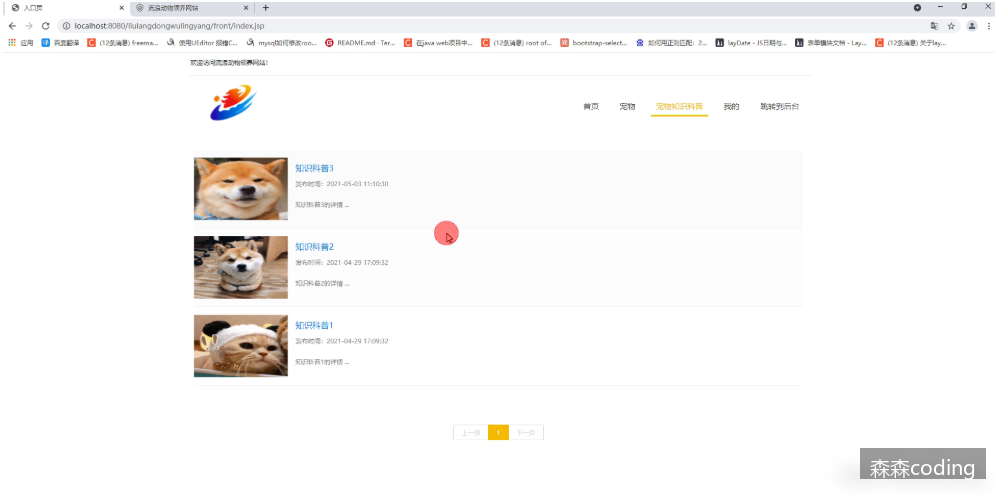 入口页
流浪动物领养网站
localhost:8080/liulangdongwulingyang/front/index.jsp
应用
百度翻译
(12条消息) freema...
使用UEditor 报错C...
mysql如何修改roo...
README.md · Ter...
在java web项目中...
(12条消息) root of...
bootstrap-select...
如何用正则匹配：2...
layDate - JS日期与...
表单模块文档 - Lay...
(12条消息) 关于lay...
欢迎访问流浪动物领养网站！
首页 宠物 宠物知识科普 我的 跳转到后台
知识科普3
发布时间：2021-05-03 11:10:30
知识科普3的详情 ...
知识科普2
发布时间：2021-04-29 17:09:32
知识科普2的详情 ...
知识科普1
发布时间：2021-04-29 17:09:32
知识科普1的详情 ...
上一页 1 下一页
森森coding